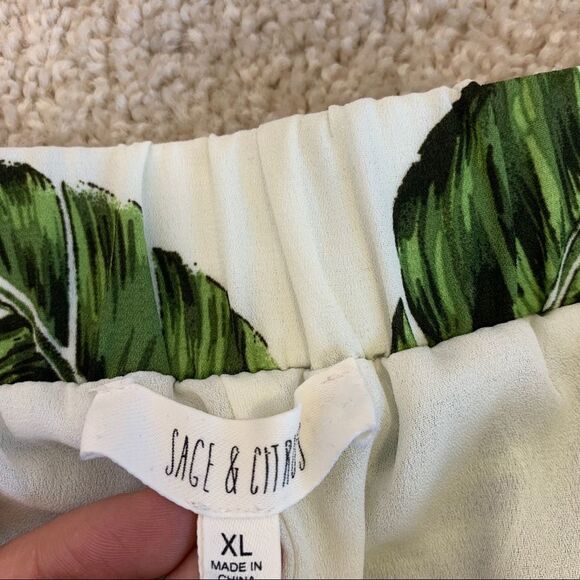 SAGE & CITRUS
XL
MADE IN
CHINA